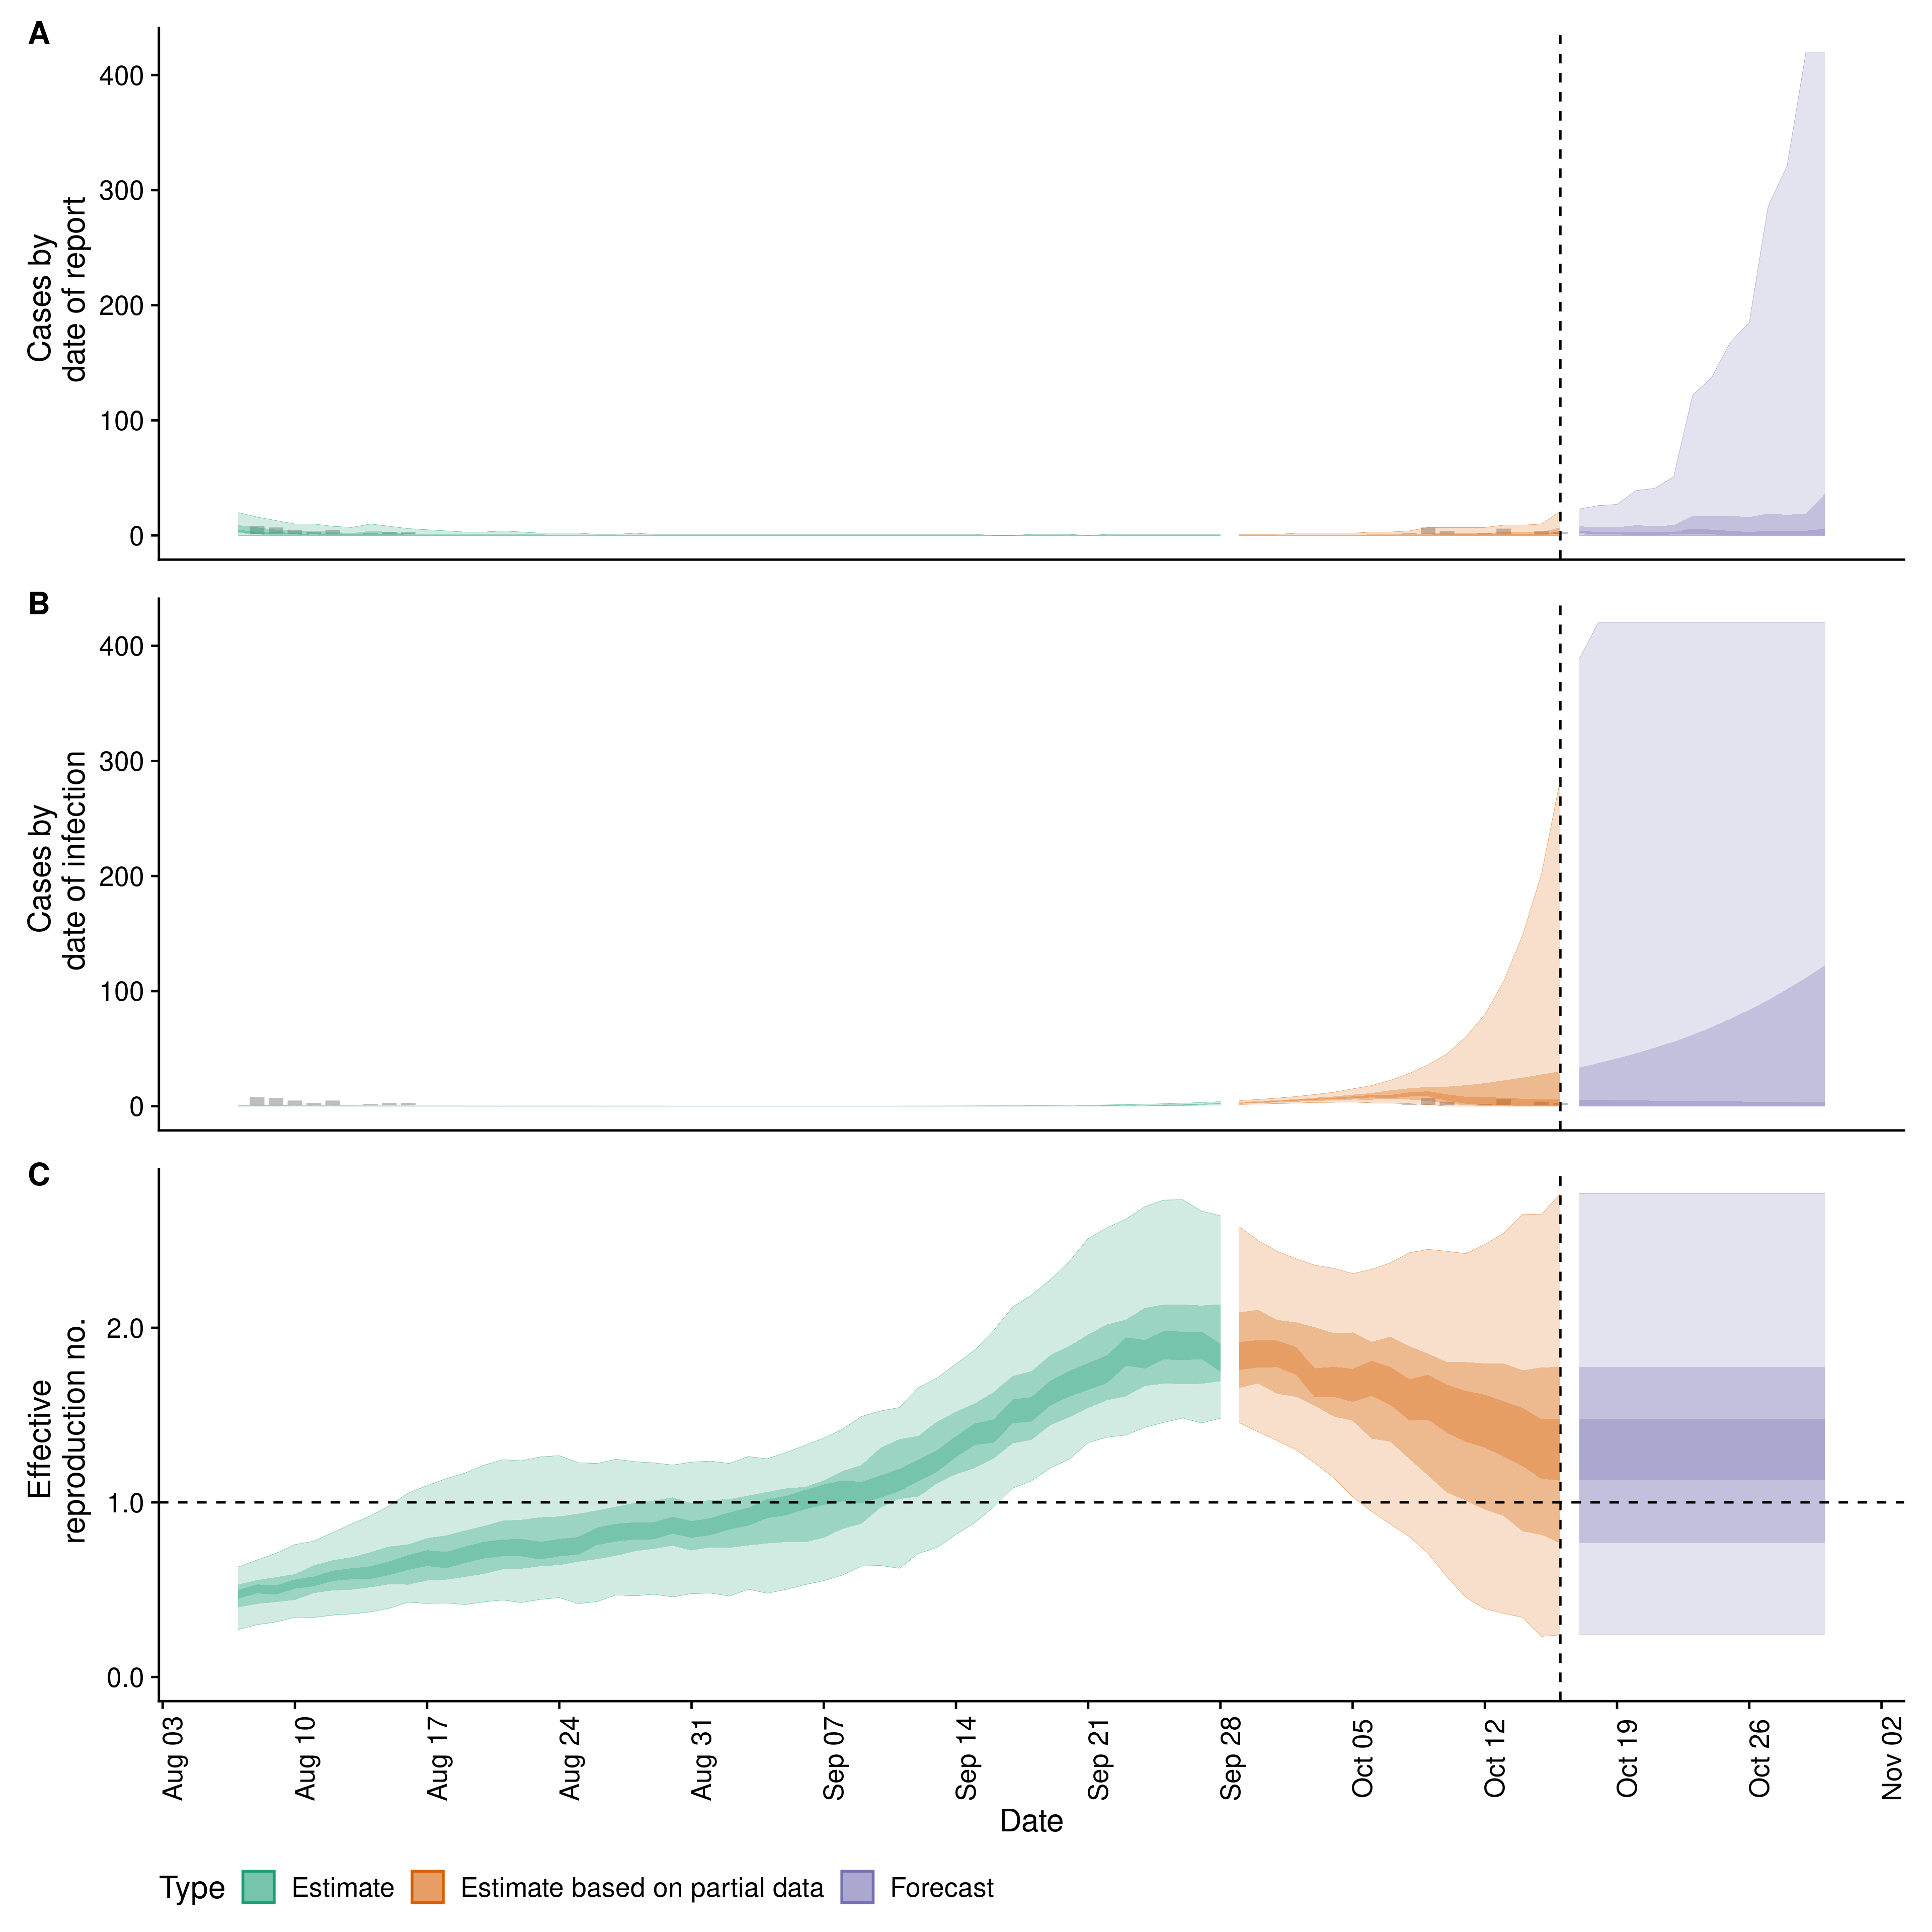 A
Cases by
date of report
400
300
200
100
0
B
Cases by
date of infection
400
300
200
100
0
C
Effective
reproduction no.
2.0
1.0
0.0
Aug 03
Aug 10
Aug 17
Aug 24
Aug 31
Sep 07
Sep 14
Sep 21
Sep 28
Oct 05
Oct 12
Oct 19
Oct 26
Nov 02
Date
Type Estimate Estimate based on partial data Forecast